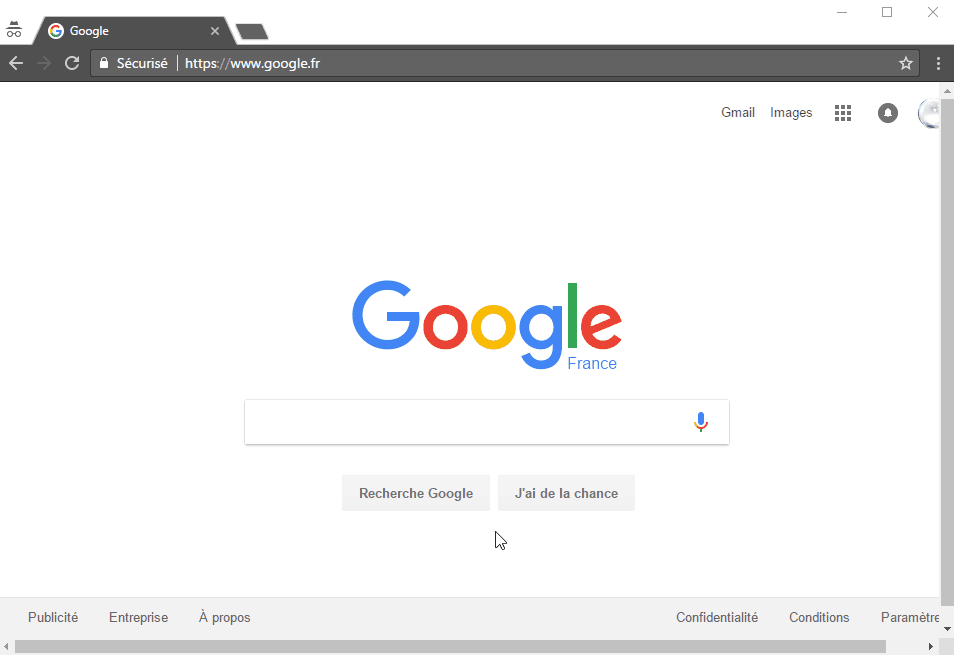 Google
Sécurisé https://www.google.fr
Gmail Images
Google
France
Recherche Google J'ai de la chance
Publicité Entreprise À propos Confidentialité Conditions Paramètre